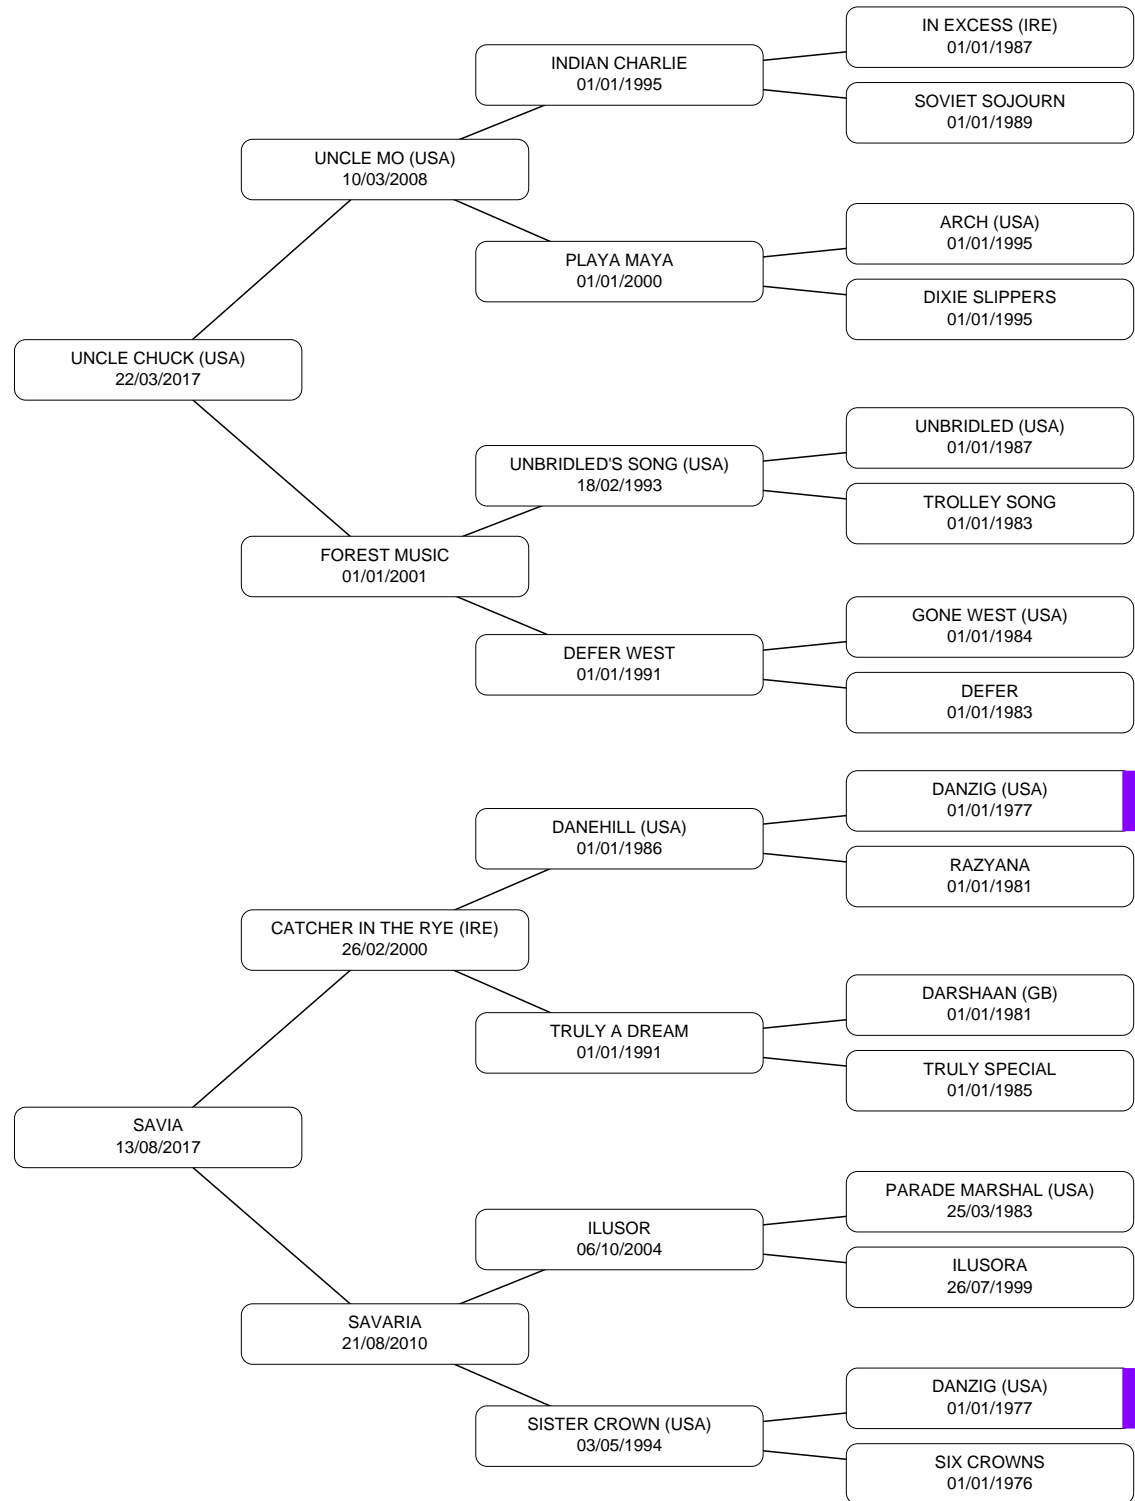 IN EXCESS (IRE)
01/01/1987
INDIAN CHARLIE
01/01/1995
SOVIET SOJOURN
01/01/1989
UNCLE MO (USA)
10/03/2008
ARCH (USA)
01/01/1995
PLAYA MAYA
01/01/2000
DIXIE SLIPPERS
01/01/1995
UNCLE CHUCK (USA)
22/03/2017
UNBRIDLED (USA)
01/01/1987
UNBRIDLED'S SONG (USA)
18/02/1993
TROLLEY SONG
01/01/1983
FOREST MUSIC
01/01/2001
GONE WEST (USA)
01/01/1984
DEFER WEST
01/01/1991
DEFER
01/01/1983
DANZIG (USA)
01/01/1977
DANEHILL (USA)
01/01/1986
RAZYANA
01/01/1981
CATCHER IN THE RYE (IRE)
26/02/2000
DARSHAAN (GB)
01/01/1981
TRULY A DREAM
01/01/1991
TRULY SPECIAL
01/01/1985
SAVIA
13/08/2017
PARADE MARSHAL (USA)
25/03/1983
ILUSOR
06/10/2004
ILUSORA
26/07/1999
SAVARIA
21/08/2010
DANZIG (USA)
01/01/1977
SISTER CROWN (USA)
03/05/1994
SIX CROWNS
01/01/1976